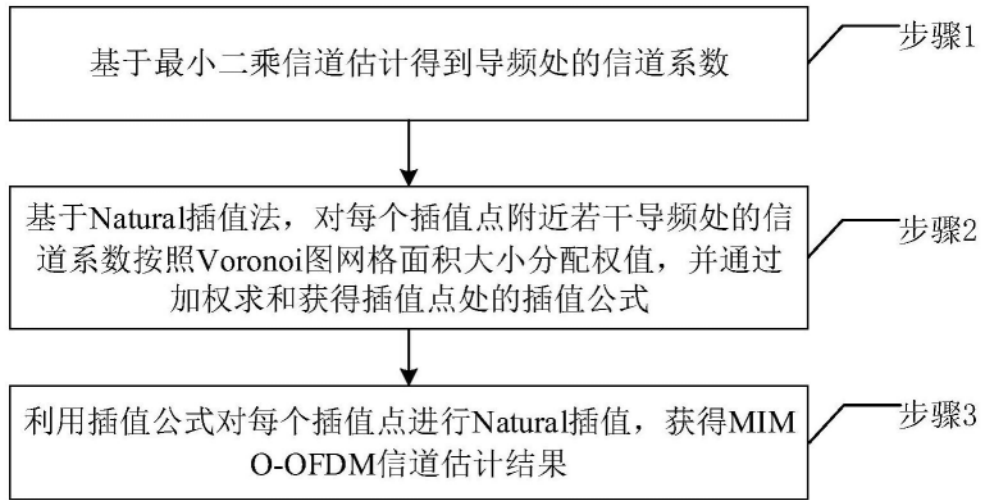 基于最小二乘信道估计得到导频处的信道系数
步骤1
基于Natural插值法，对每个插值点附近若干导频处的信
道系数按照Voronoi图网格面积大小分配权值，并通过
加权求和获得插值点处的插值公式
步骤2
利用插值公式对每个插值点进行Natural插值，获得MIM
O-OFDM信道估计结果
步骤3